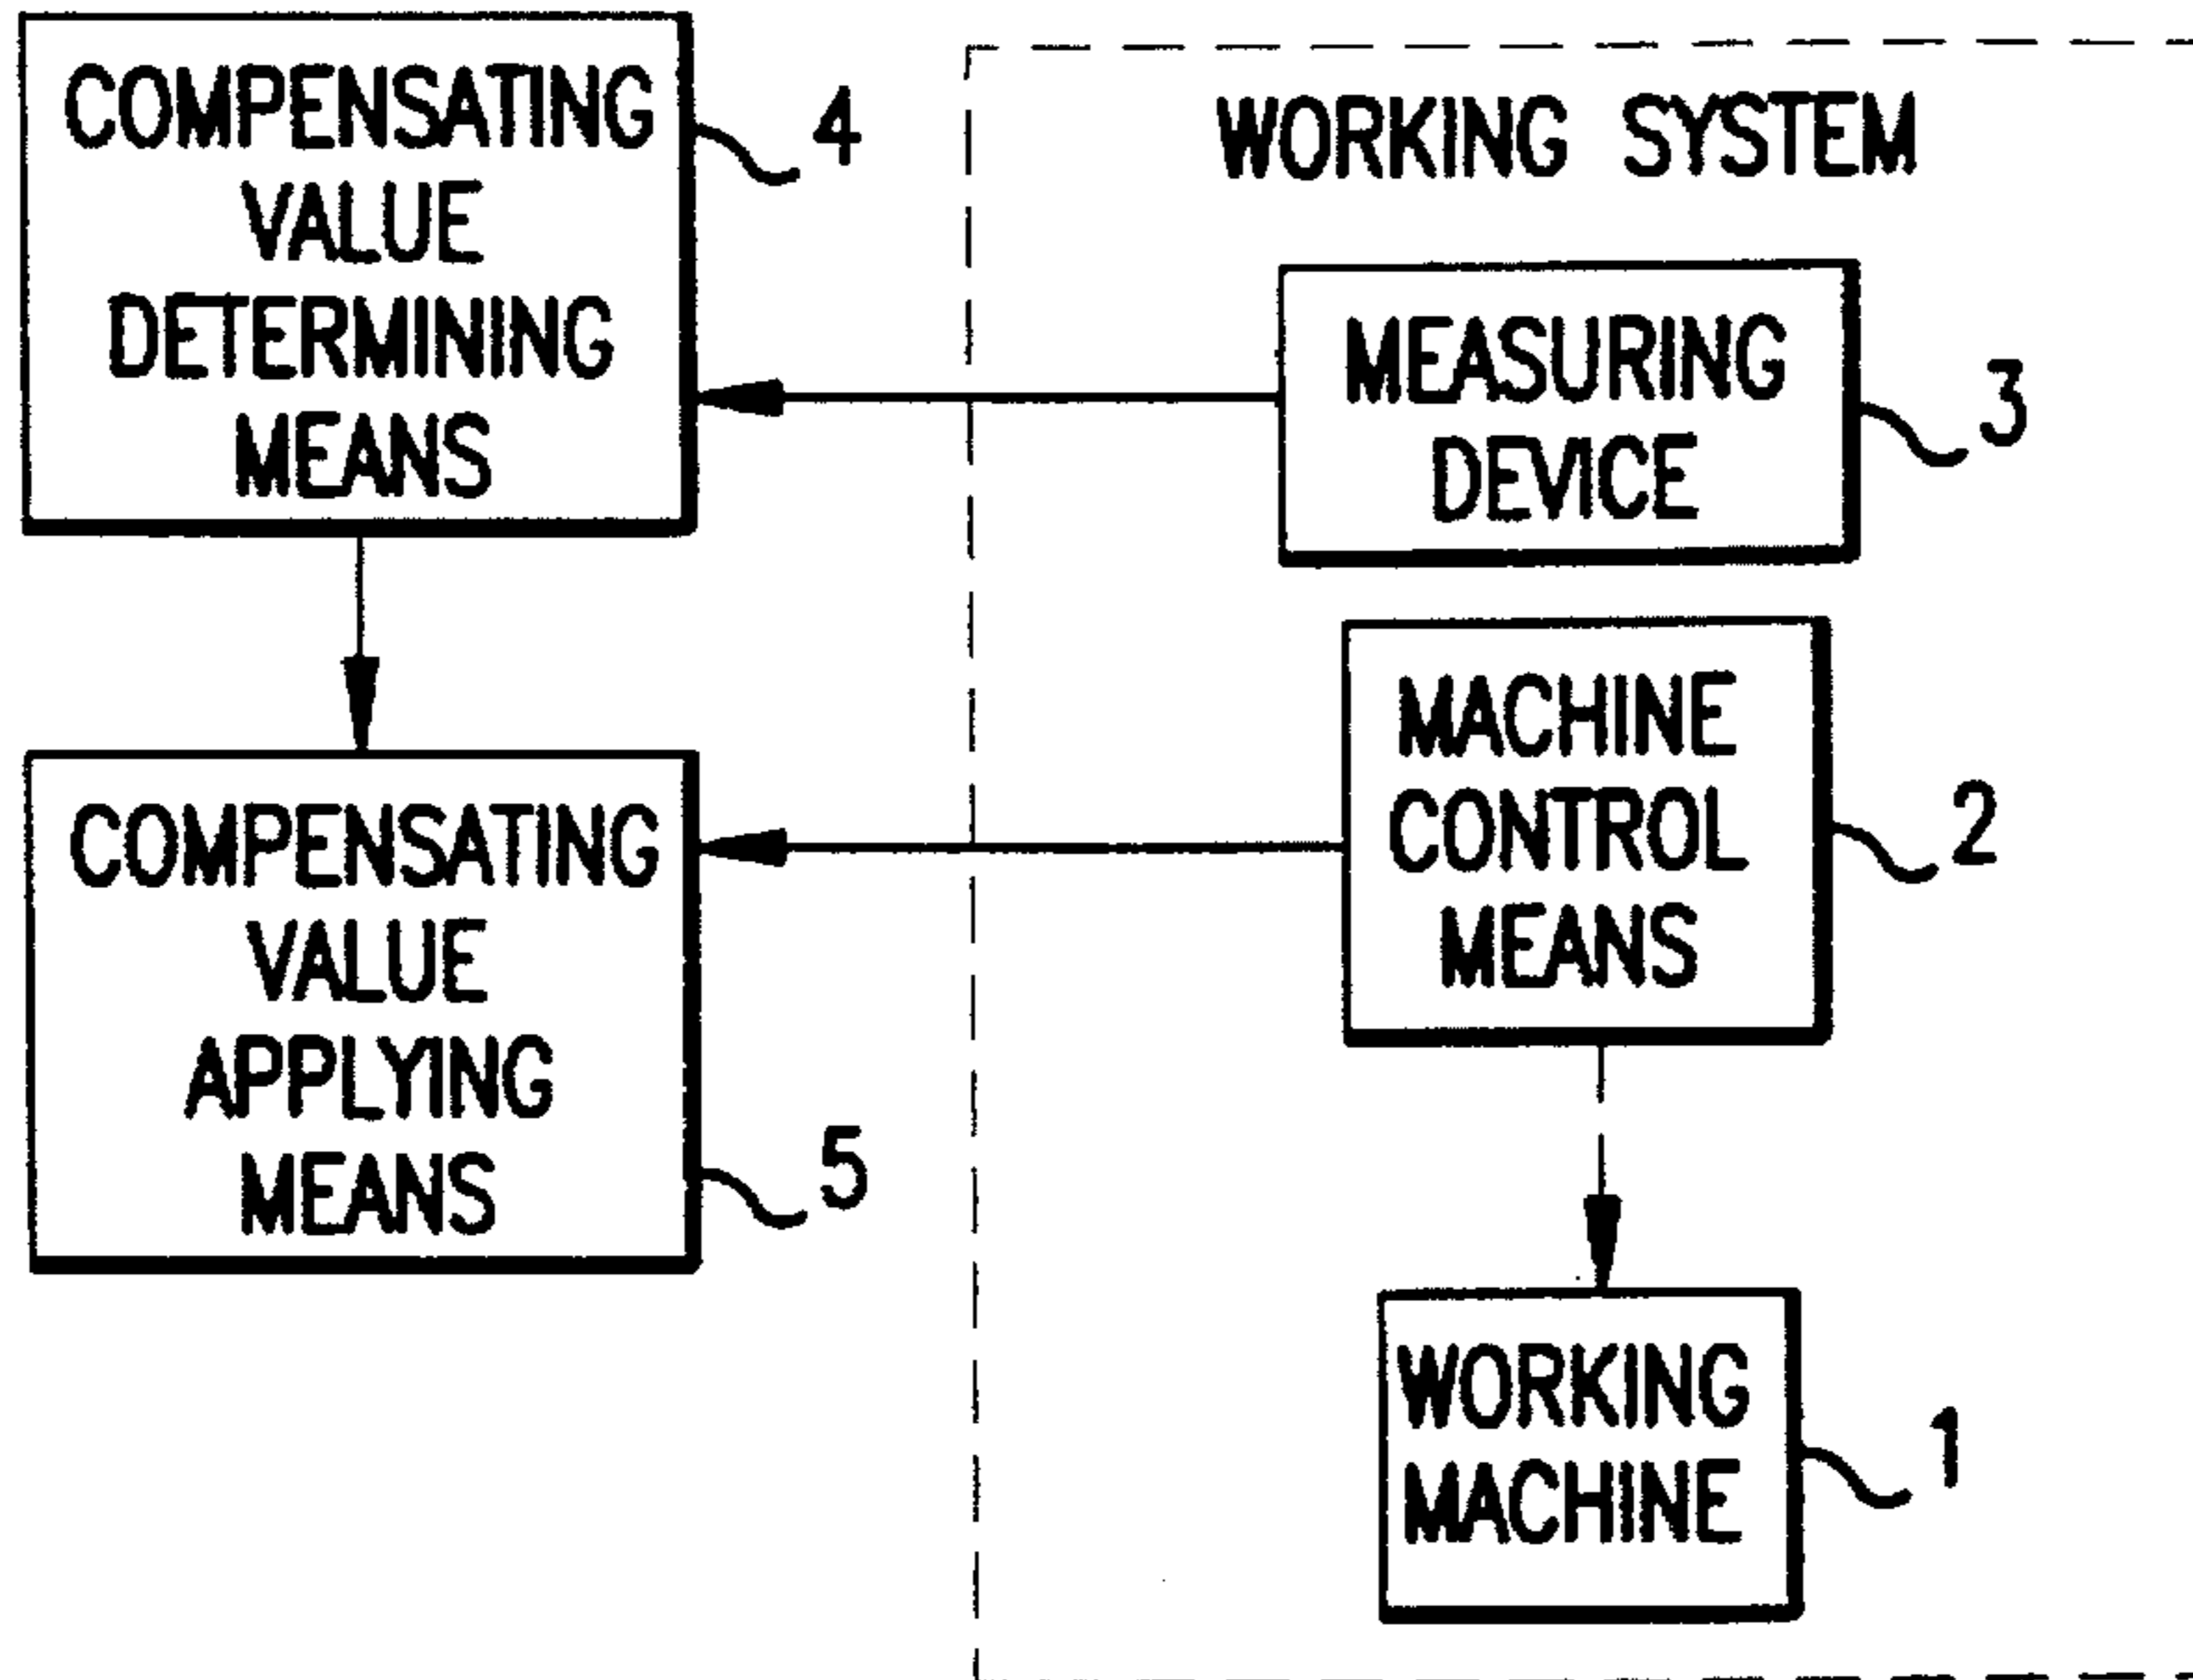 COMPENSATING
VALUE
DETERMINING
MEANS
4
WORKING SYSTEM
MEASURING
DEVICE
3
COMPENSATING
VALUE
APPLYING
MEANS
5
MACHINE
CONTROL
MEANS
2
WORKING
MACHINE
1